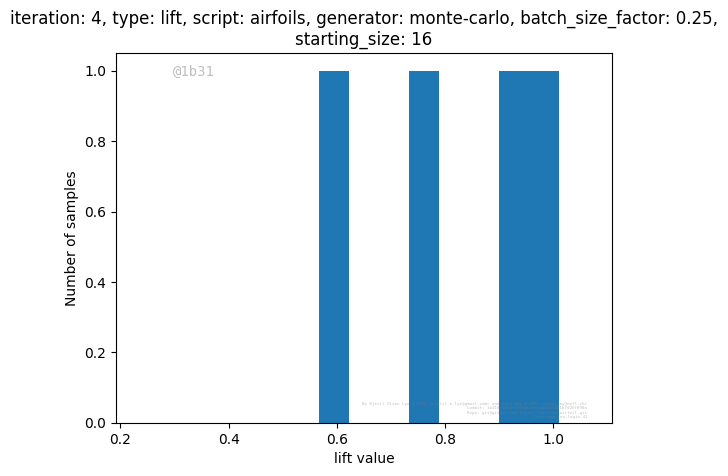 iteration: 4, type: lift, script: airfoils, generator: monte-carlo, batch_size_factor: 0.25,
starting_size: 16
@1b31
1.0
0.8
0.6
0.4
0.2
0.0
Number of samples
0.2 0.4 0.6 0.8 1.0
lift value